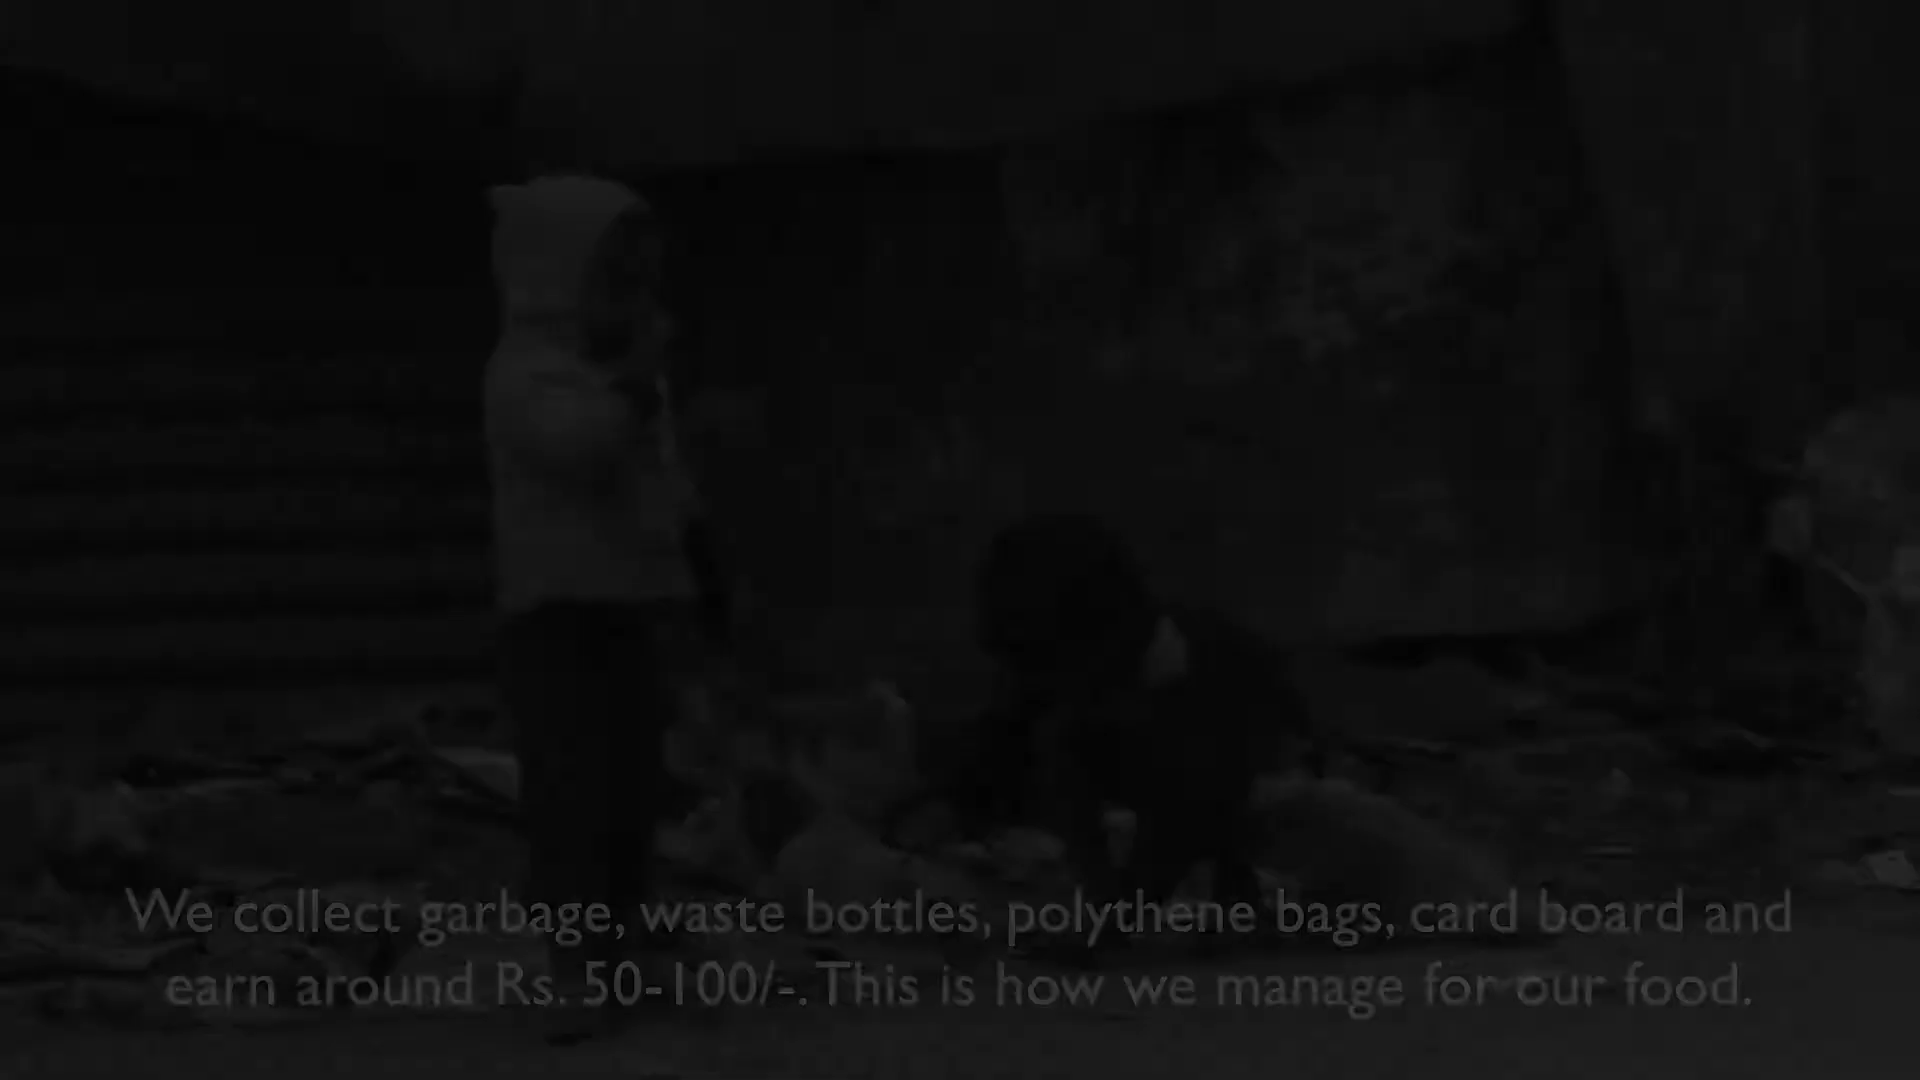 We collect garbage, waste bottles, polythene bags, card board and
earn around Rs. 50-100/-. This is how we manage for our food.